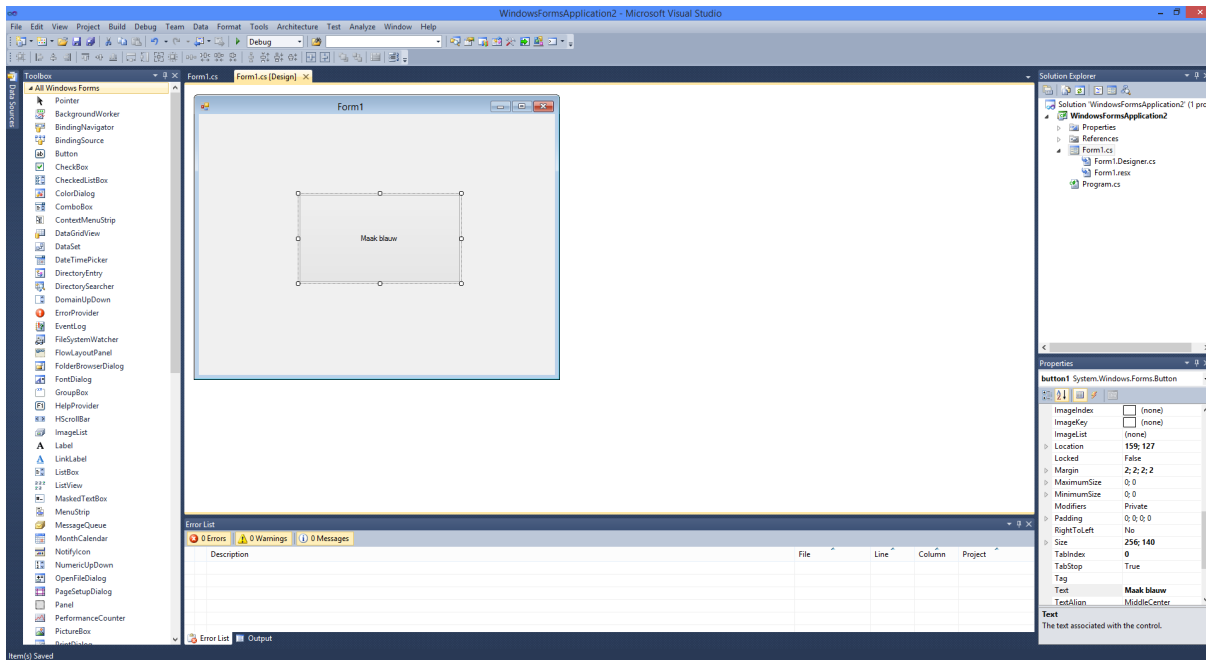 WindowsFormsApplication2 - Microsoft Visual Studio
File Edit View Project Build Debug Team Data Format Tools Architecture Test Analyze Window Help
Debug
Toolbox
Form1.cs Form1.cs [Design]
Solution Explorer
Data Sources
All Windows Forms
Pointer
BackgroundWorker
BindingNavigator
BindingSource
Button
CheckBox
CheckedListBox
ColorDialog
ComboBox
ContextMenuStrip
DataGridView
DataSet
DateTimePicker
DirectoryEntry
DirectorySearcher
DomainUpDown
ErrorProvider
EventLog
FileSystemWatcher
FlowLayoutPanel
FolderBrowserDialog
FontDialog
GroupBox
HelpProvider
HScrollBar
ImageList
Label
LinkLabel
ListBox
ListView
MaskedTextBox
MenuStrip
MessageQueue
MonthCalendar
NotifyIcon
NumericUpDown
OpenFileDialog
PageSetupDialog
Panel
PerformanceCounter
PictureBox
PrintDialog
Form1
Maak blauw
Solution 'WindowsFormsApplication2' (1 pro
WindowsFormsApplication2
Properties
References
Form1.cs
Form1.Designer.cs
Form1.resx
Program.cs
Properties
button1 System.Windows.Forms.Button
ImageIndex (none)
ImageKey (none)
ImageList (none)
Location 159; 127
Locked False
Margin 2; 2; 2; 2
MaximumSize 0; 0
MinimumSize 0; 0
Modifiers Private
Padding 0; 0; 0; 0
RightToLeft No
Size 256; 140
TabIndex 0
TabStop True
Tag
Text Maak blauw
TextAlign MiddleCenter
Text
The text associated with the control.
Error List
0 Errors 0 Warnings 0 Messages
Description File Line Column Project
Error List Output
Item(s) Saved